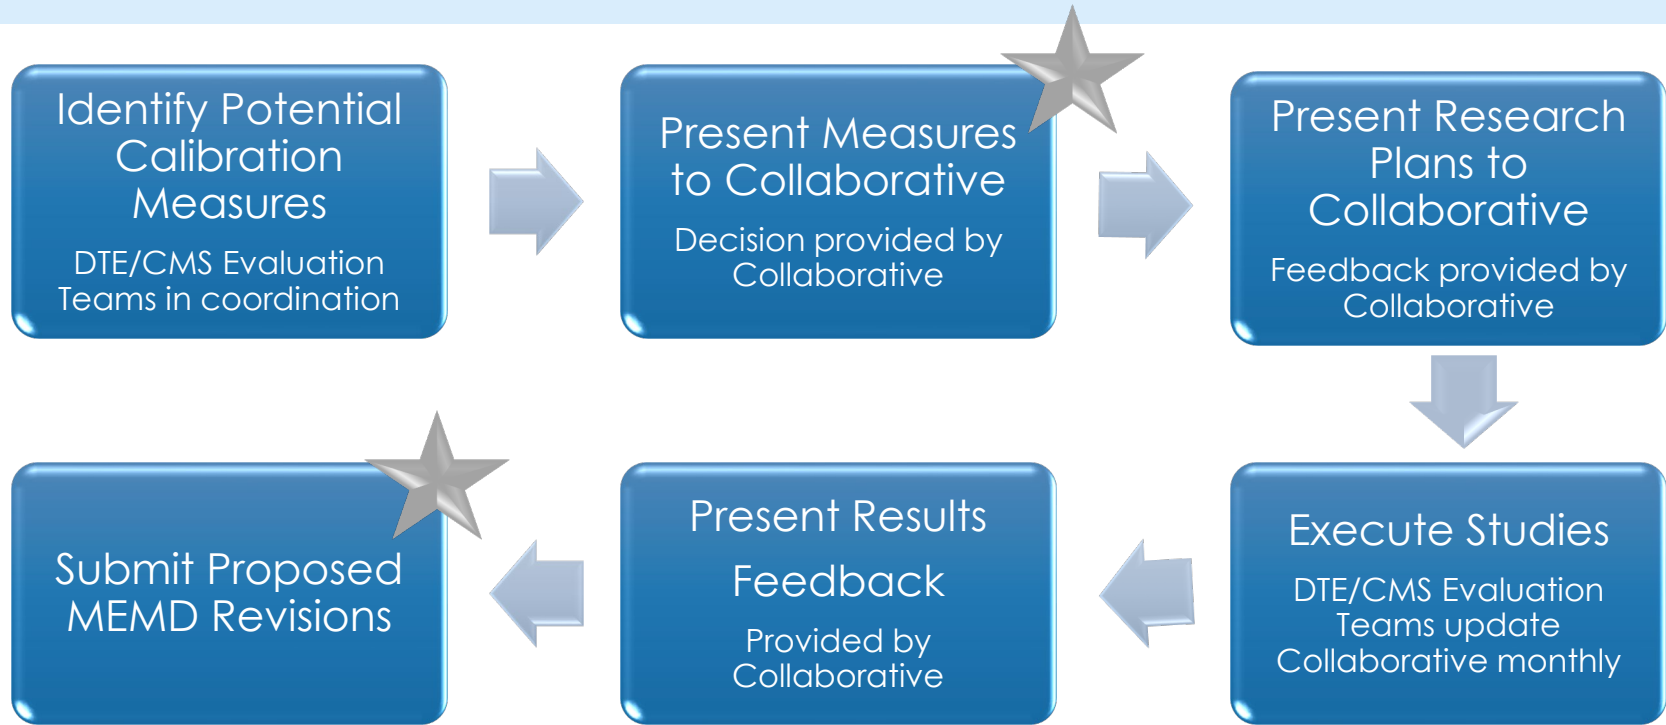 Identify Potential
Calibration
Measures
DTE/CMS Evaluation
Teams in coordination
Present Measures
to Collaborative
Decision provided by
Collaborative
Present Research
Plans to
Collaborative
Feedback provided by
Collaborative
Execute Studies
DTE/CMS Evaluation
Teams update
Collaborative monthly
Present Results
Feedback
Provided by
Collaborative
Submit Proposed
MEMD Revisions